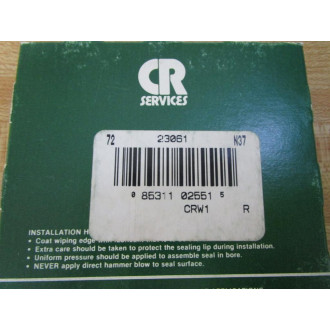 CR
SERVICES
72 23061 N37
0 85311 02551 5
CRW1 R
INSTALLATION H
• Coat wiping edge
• Extra care should be taken to protect the sealing lip during installation.
• Uniform pressure should be applied to assemble seal in bore.
• NEVER apply direct hammer blow to seal surface.